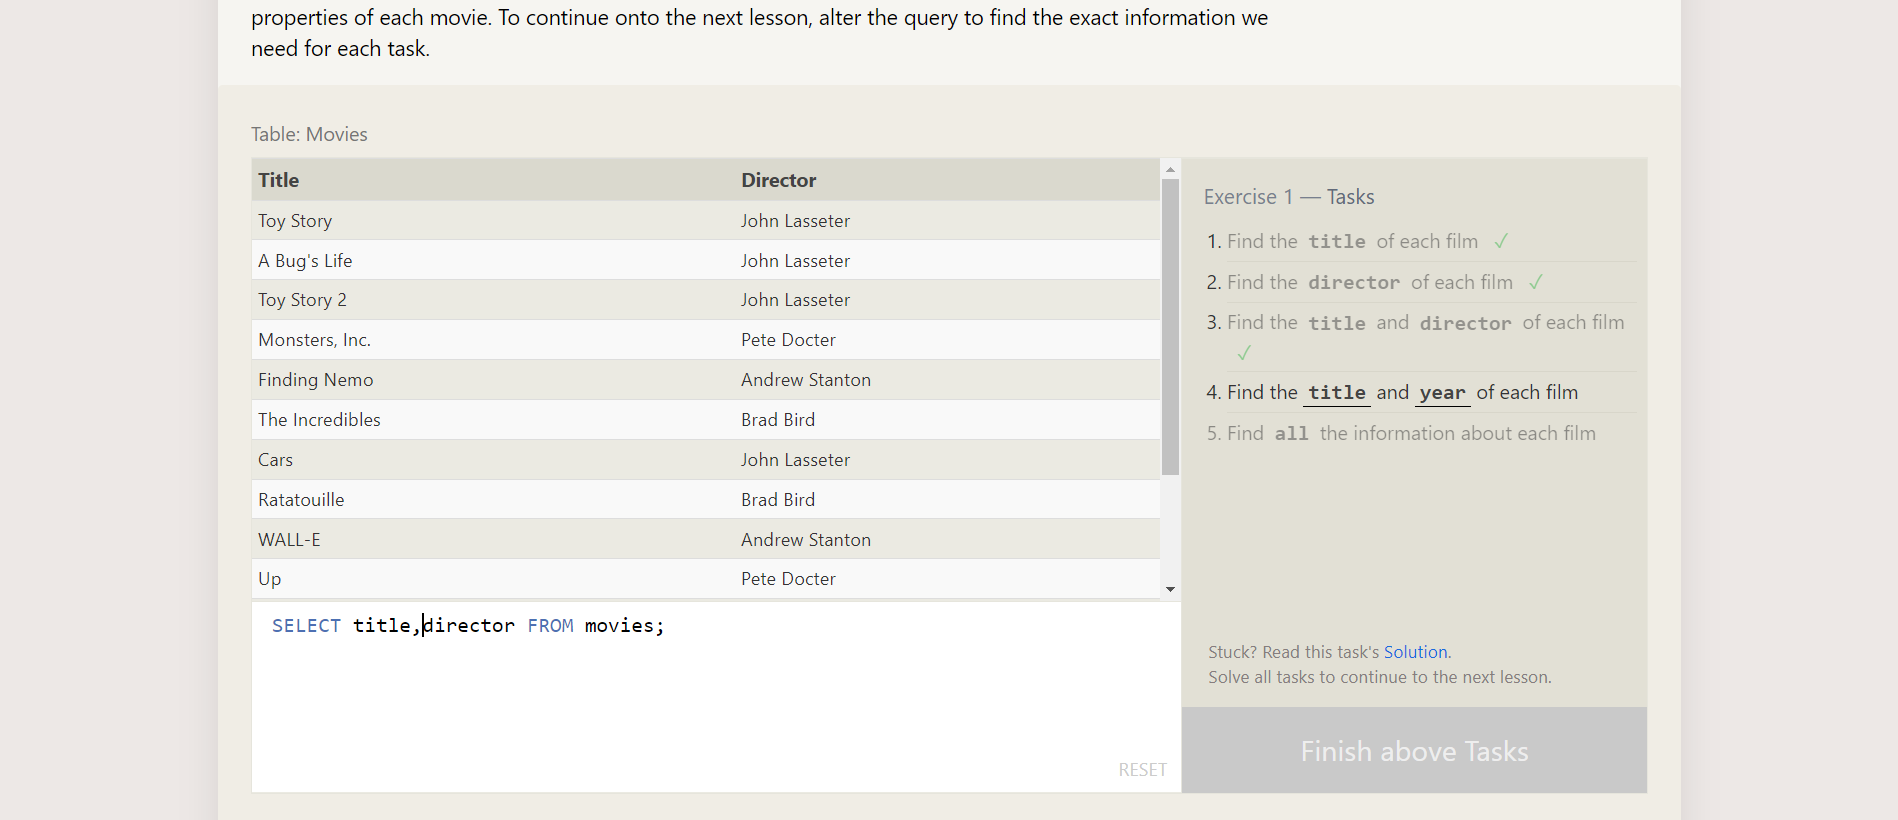 properties of each movie. To continue onto the next lesson, alter the query to find the exact information we
need for each task.
Table: Movies
Title Director
Toy Story John Lasseter
A Bug's Life John Lasseter
Toy Story 2 John Lasseter
Monsters, Inc. Pete Docter
Finding Nemo Andrew Stanton
The Incredibles Brad Bird
Cars John Lasseter
Ratatouille Brad Bird
WALL-E Andrew Stanton
Up Pete Docter
SELECT title,director FROM movies;
RESET
Exercise 1 — Tasks
1. Find the title of each film ✓
2. Find the director of each film ✓
3. Find the title and director of each film
✓
4. Find the title and year of each film
5. Find all the information about each film
Stuck? Read this task's Solution.
Solve all tasks to continue to the next lesson.
Finish above Tasks